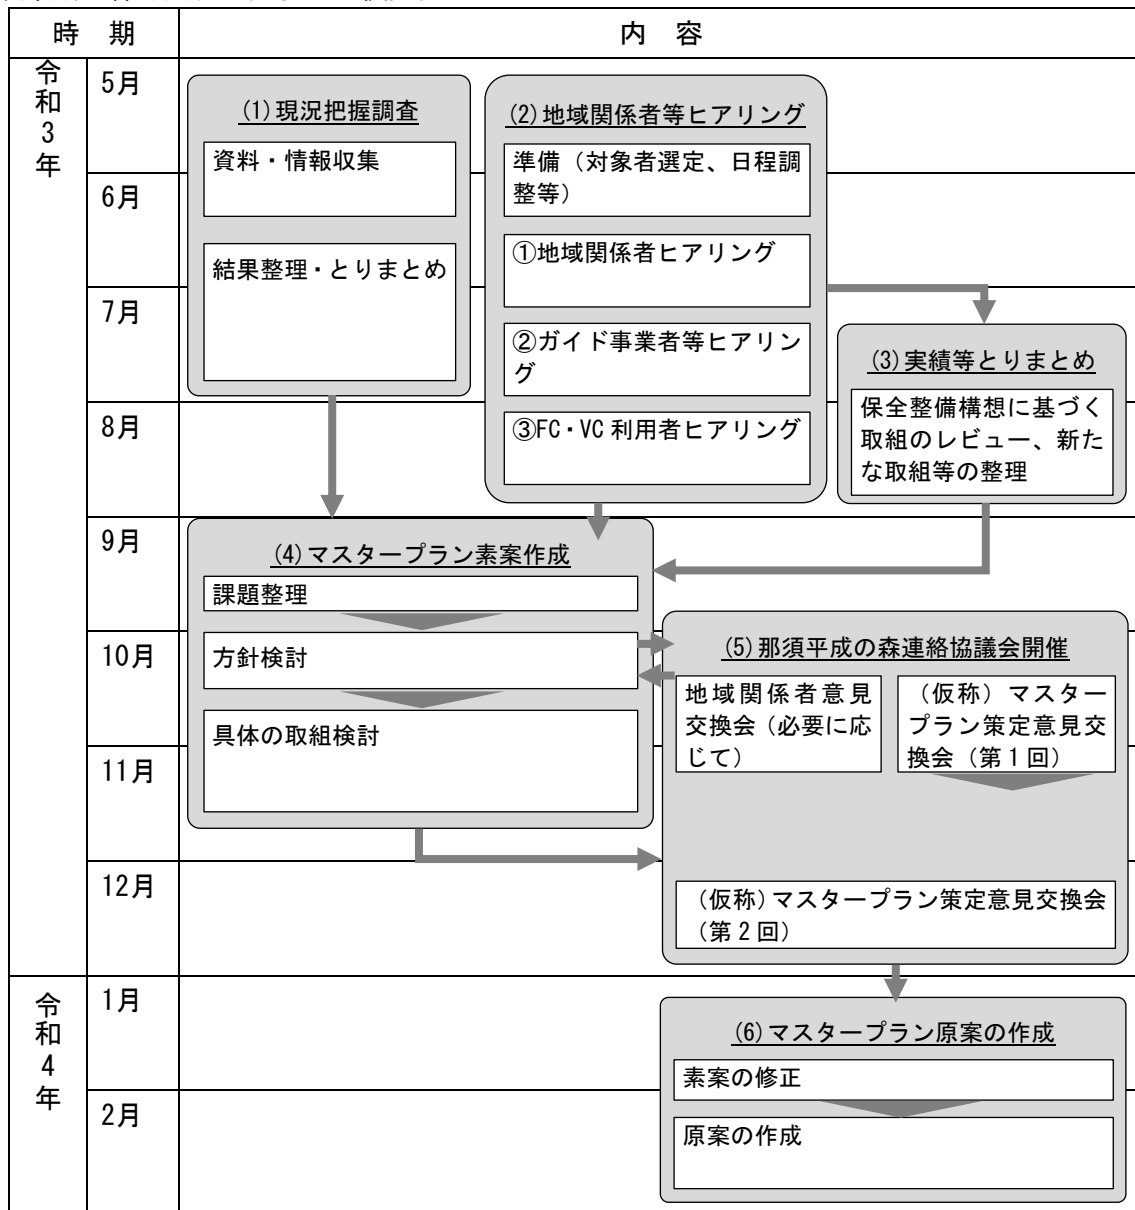 時　期
内　容
令和3年
5月
6月
7月
8月
9月
10月
11月
12月
令和4年
1月
2月
(1)現況把握調査
資料・情報収集
結果整理・とりまとめ
(2)地域関係者等ヒアリング
準備（対象者選定、日程調
整等）
①地域関係者ヒアリング
②ガイド事業者等ヒアリン
グ
③FC・VC利用者ヒアリング
(3)実績等とりまとめ
保全整備構想に基づく
取組のレビュー、新た
な取組等の整理
(4)マスタープラン素案作成
課題整理
方針検討
具体の取組検討
(5)那須平成の森連絡協議会開催
地域関係者意見
交換会（必要に応
じて）
（仮称）マスター
プラン策定意見交
換会（第1回）
（仮称）マスタープラン策定意見交換会
（第2回）
(6)マスタープラン原案の作成
素案の修正
原案の作成